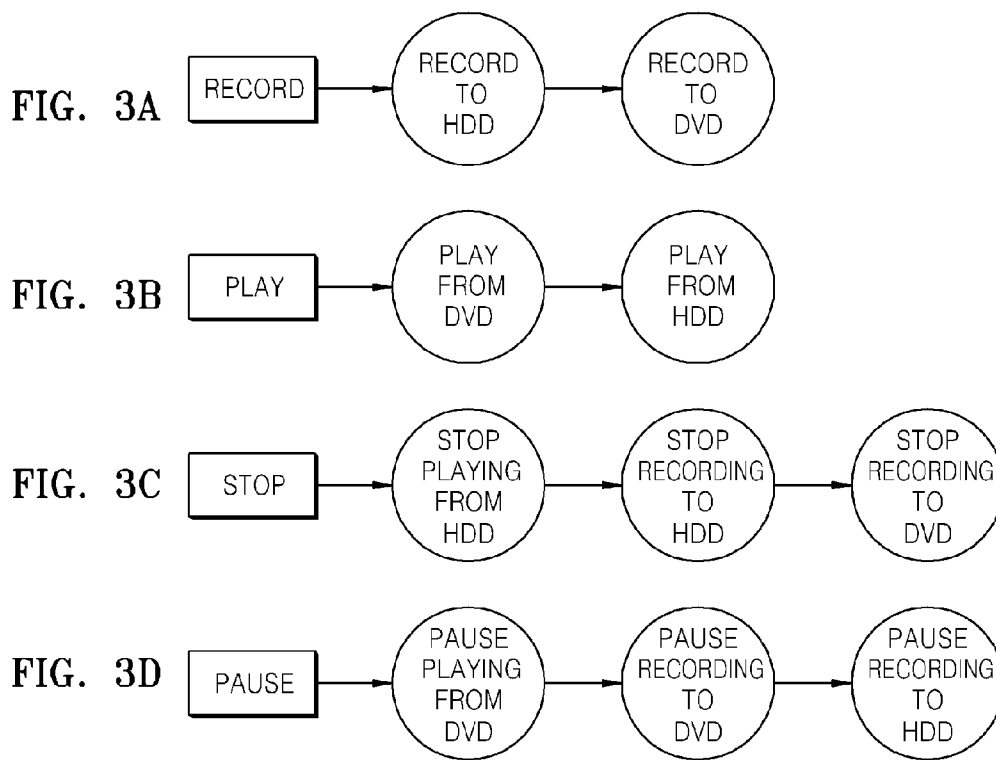 FIG. 3A
RECORD
RECORD
TO
HDD
RECORD
TO
DVD
FIG. 3B
PLAY
PLAY
FROM
DVD
PLAY
FROM
HDD
FIG. 3C
STOP
STOP
PLAYING
FROM
HDD
STOP
RECORDING
TO
HDD
STOP
RECORDING
TO
DVD
FIG. 3D
PAUSE
PAUSE
PLAYING
FROM
DVD
PAUSE
RECORDING
TO
DVD
PAUSE
RECORDING
TO
HDD